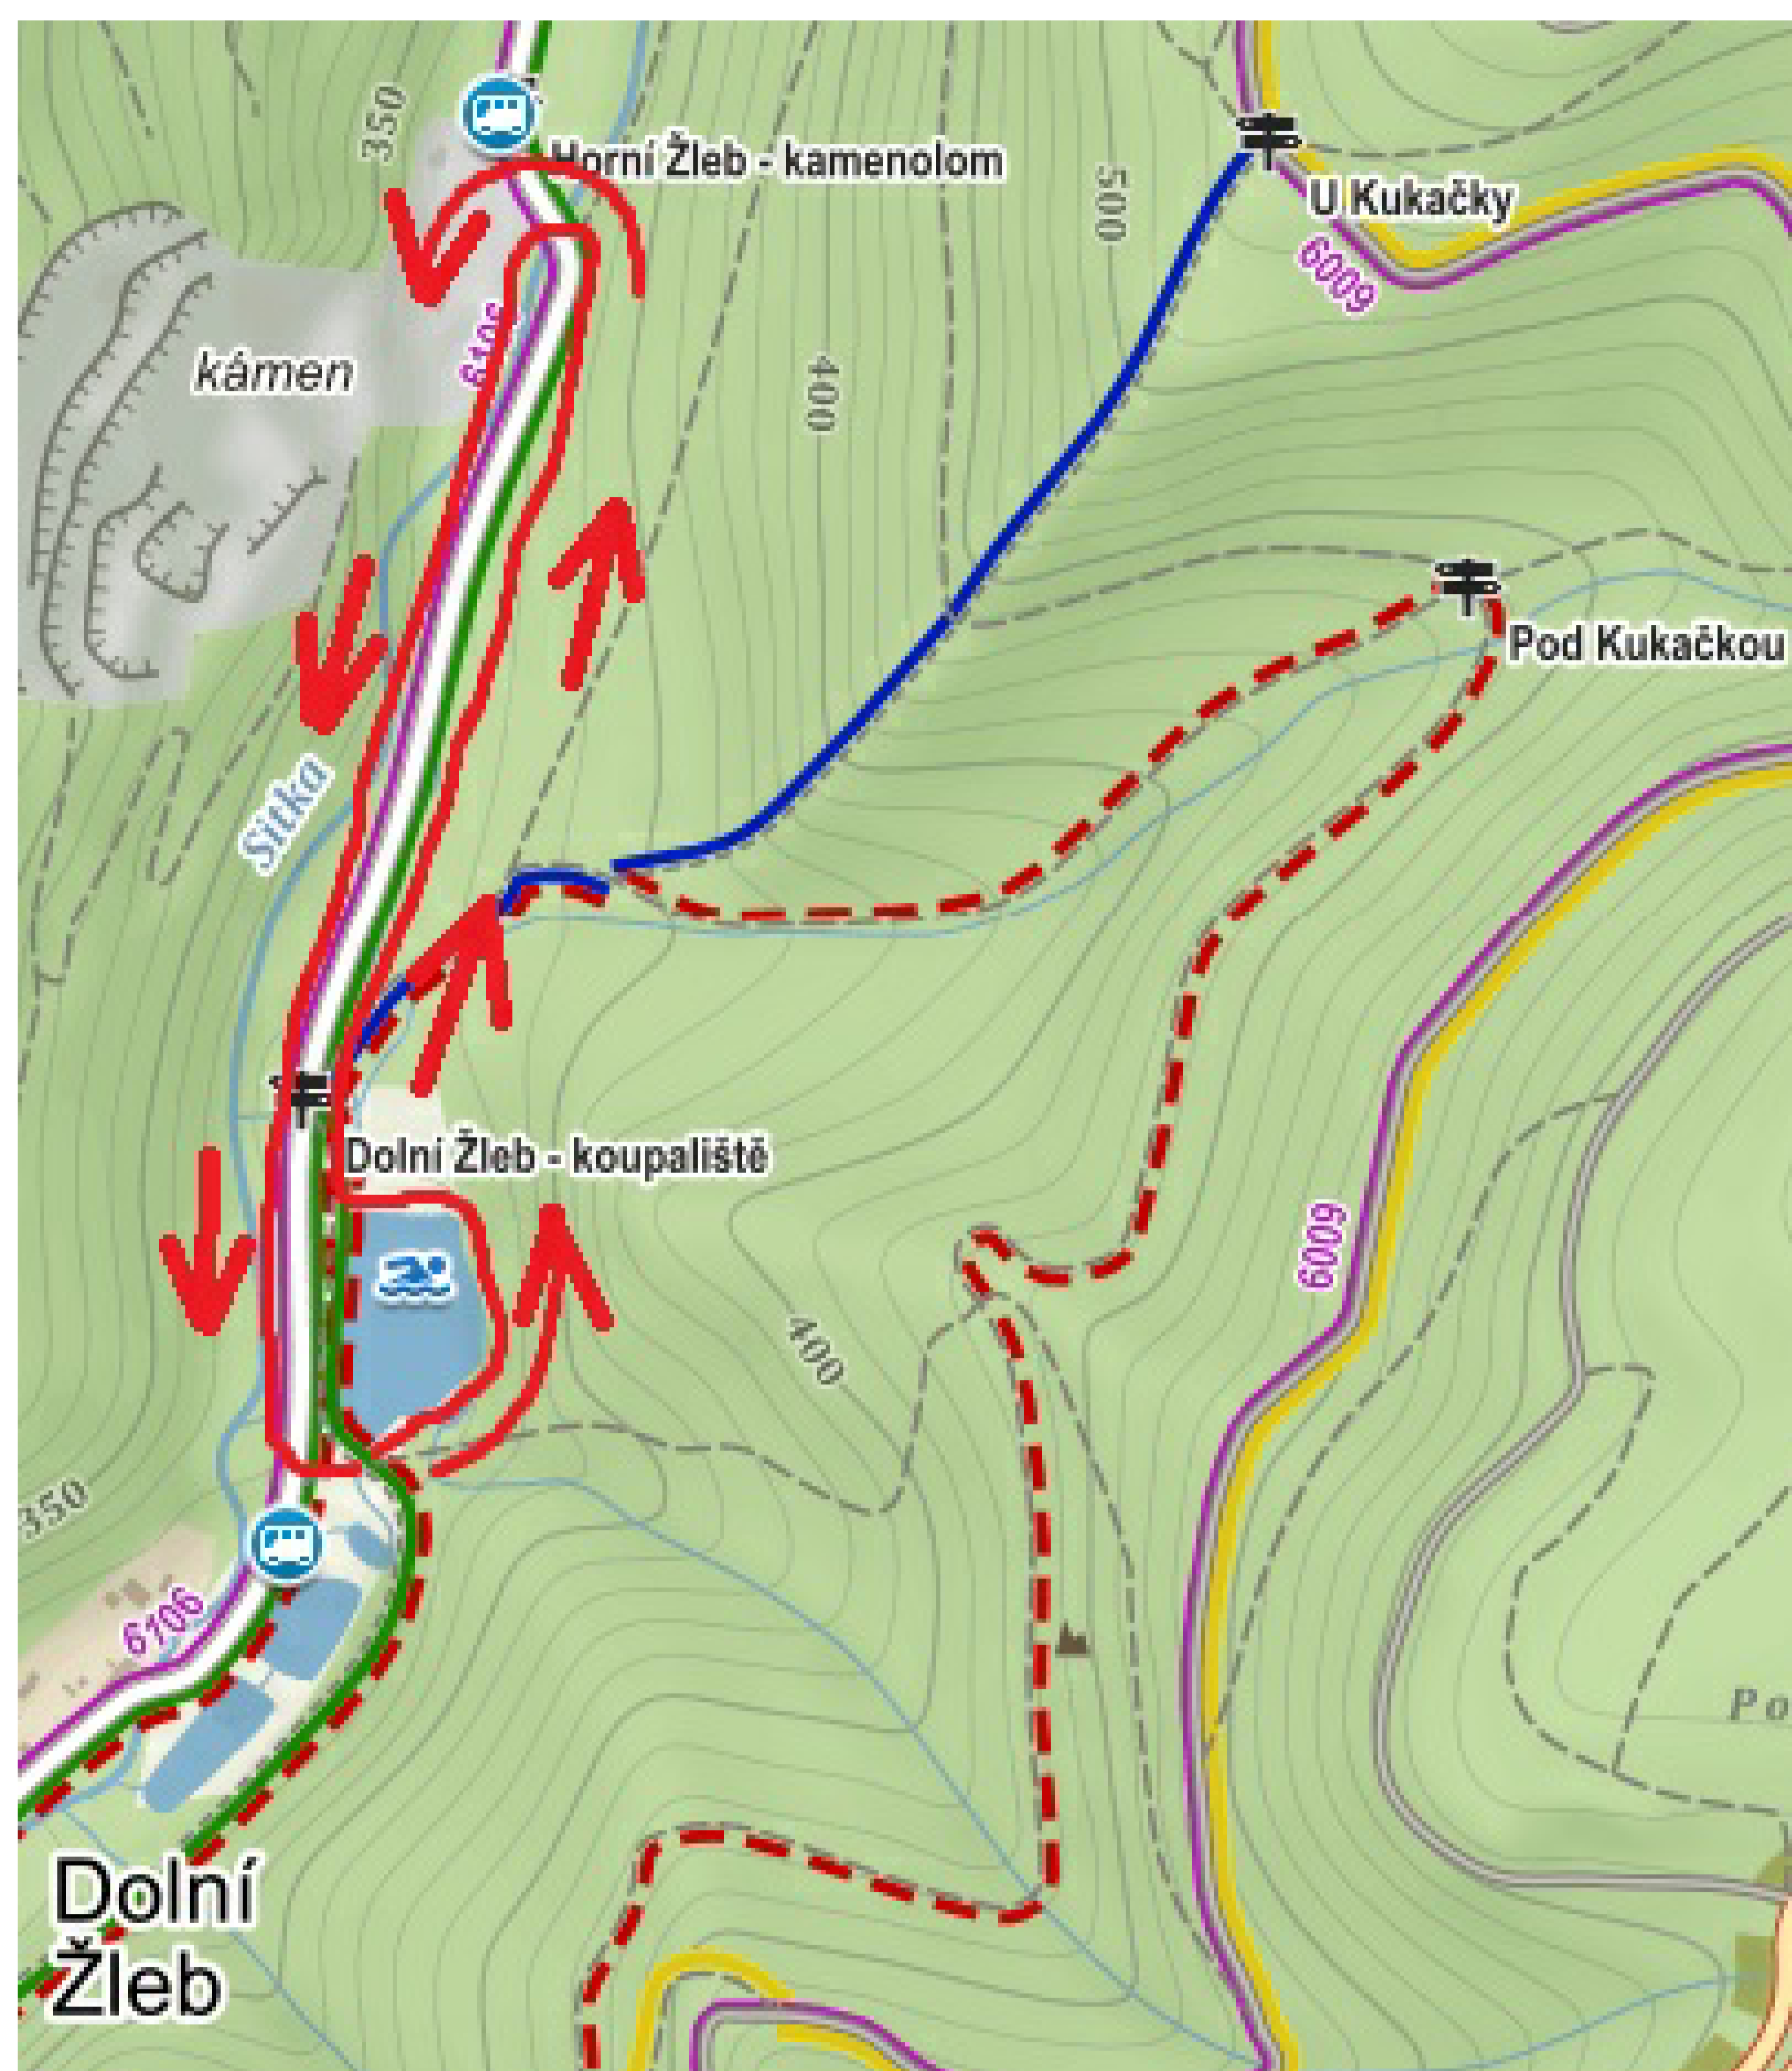 350
Horní Žleb - kamenolom
500
U Kukačky
6009
6106
kámen
400
Pod Kukačkou
Sitka
Dolní Žleb - koupaliště
6009
400
350
6106
Po
Dolní
Žleb